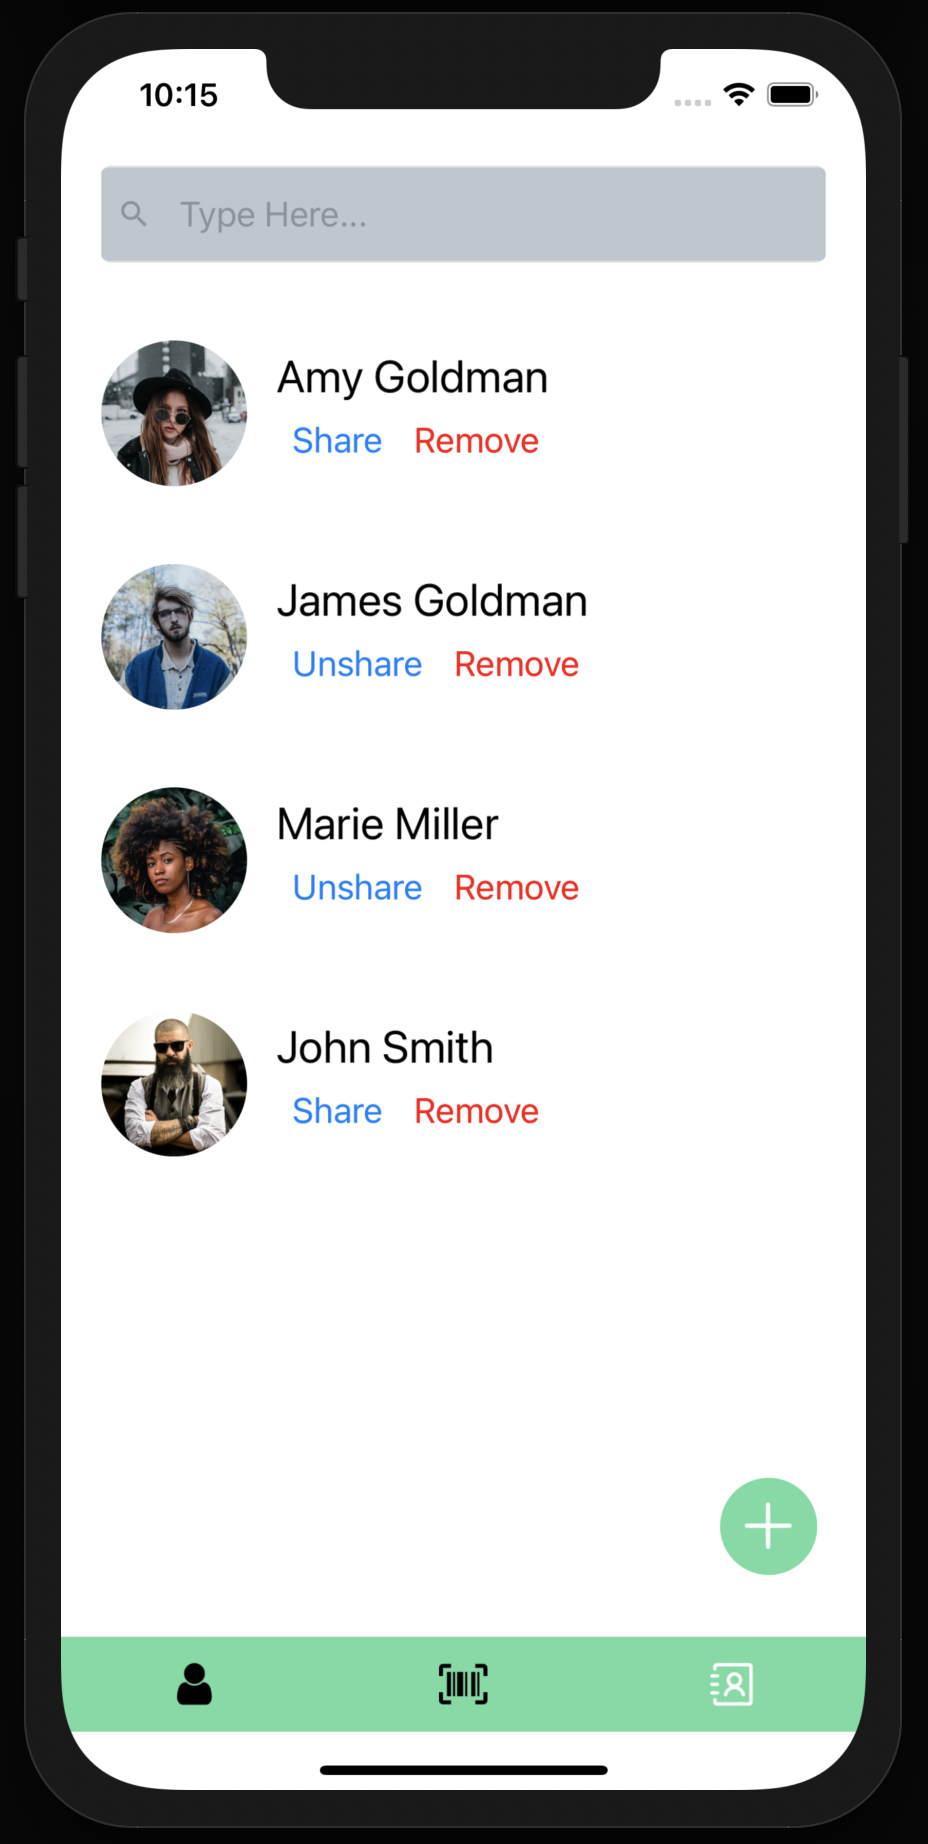 10:15
Type Here...
Amy Goldman
Share Remove
James Goldman
Unshare Remove
Marie Miller
Unshare Remove
John Smith
Share Remove